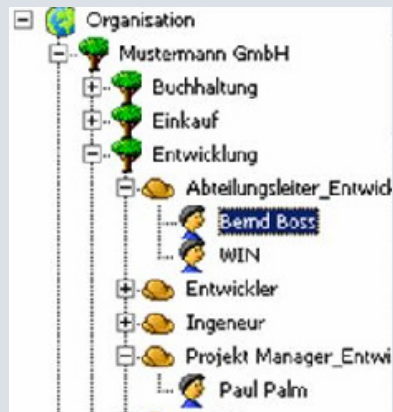 Organisation
Mustermann GmbH
Buchhaltung
Einkauf
Entwicklung
Abteilungsleiter_Entwick
Bernd Boss
WIN
Entwickler
Ingeneur
Projekt Manager_Entwi
Paul Palm